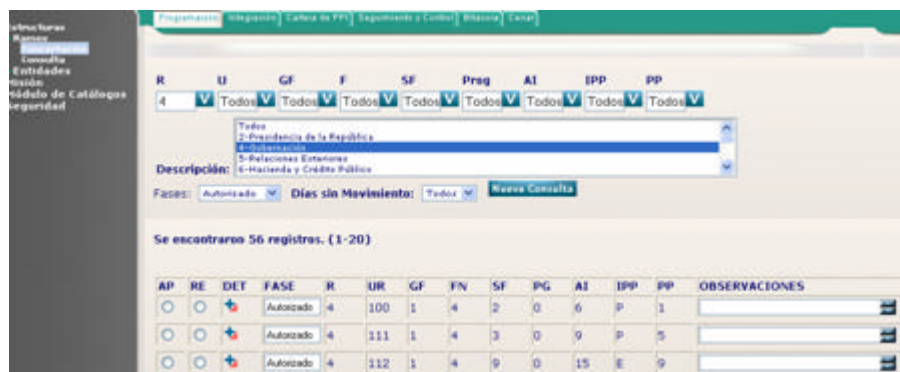 Programación Integración Cartera de PPI Seguimiento y Control Bitácora Cerrar
Estructuras
Ramos
Concertación
Consulta
Entidades
Misión
Módulo de Catálogos
Seguridad
R U GF F SF Prog AI IPP PP
4 Todos Todos Todos Todos Todos Todos Todos Todos
Todos
2-Presidencia de la República
4-Gobernación
5-Relaciones Exteriores
Descripción: 6-Hacienda y Crédito Público
Fases: Autorizado Días sin Movimiento: Todos Nueva Consulta
Se encontraron 56 registros. (1-20)
AP RE DET FASE R UR GF FN SF PG AI IPP PP OBSERVACIONES
Autorizado 4 100 1 4 2 0 6 P 1
Autorizado 4 111 1 4 3 0 9 P 5
Autorizado 4 112 1 4 9 0 15 E 9